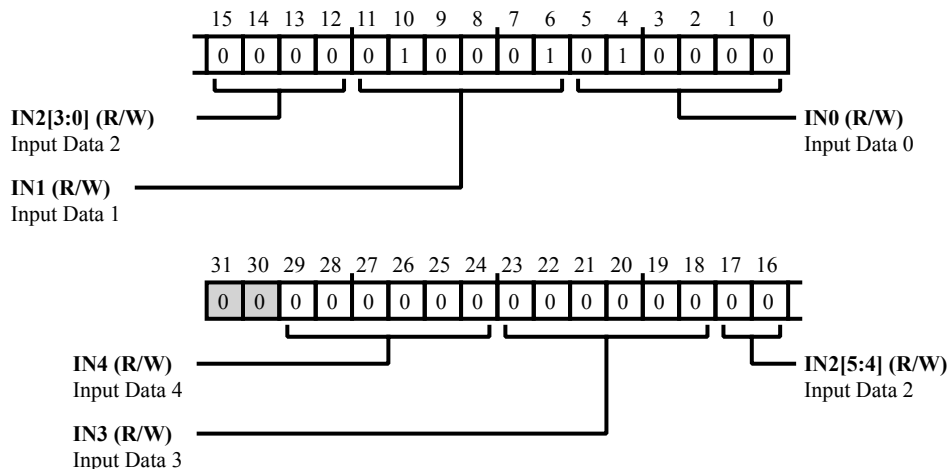 15 14 13 12 11 10 9 8 7 6 5 4 3 2 1 0
0 0 0 0 0 1 0 0 0 1 0 1 0 0 0 0
IN2[3:0] (R/W)
Input Data 2
IN0 (R/W)
Input Data 0
IN1 (R/W)
Input Data 1
31 30 29 28 27 26 25 24 23 22 21 20 19 18 17 16
0 0 0 0 0 0 0 0 0 0 0 0 0 0 0 0
IN4 (R/W)
Input Data 4
IN2[5:4] (R/W)
Input Data 2
IN3 (R/W)
Input Data 3